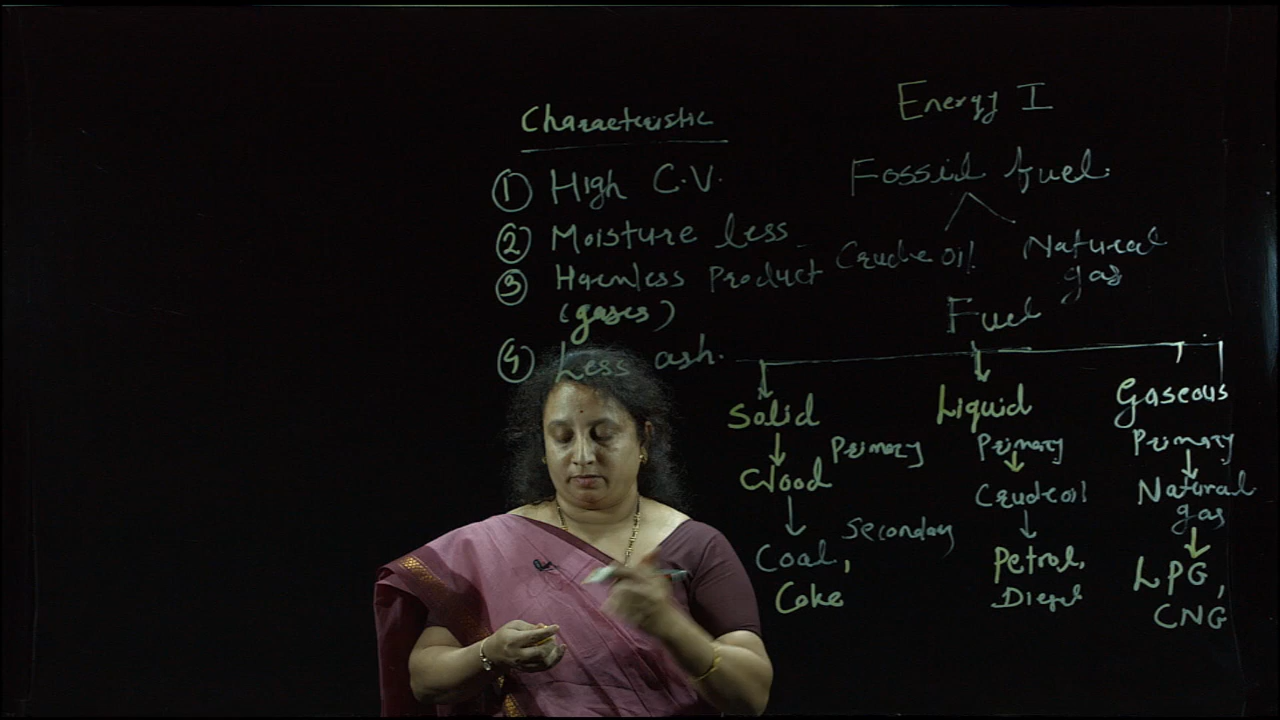 Characteristic
① High C.V.
② Moisture less
③ Harmless Product
(gases)
④ Less ash.
Energy I
Fossil fuel.
Crude oil
Natural
gas
Fuel
Solid
Primary
Wood
Secondary
Coal,
Coke
Liquid
Primary
Crude oil
Petrol,
Diesel
Gaseous
Primary
Natural
gas
LPG,
CNG